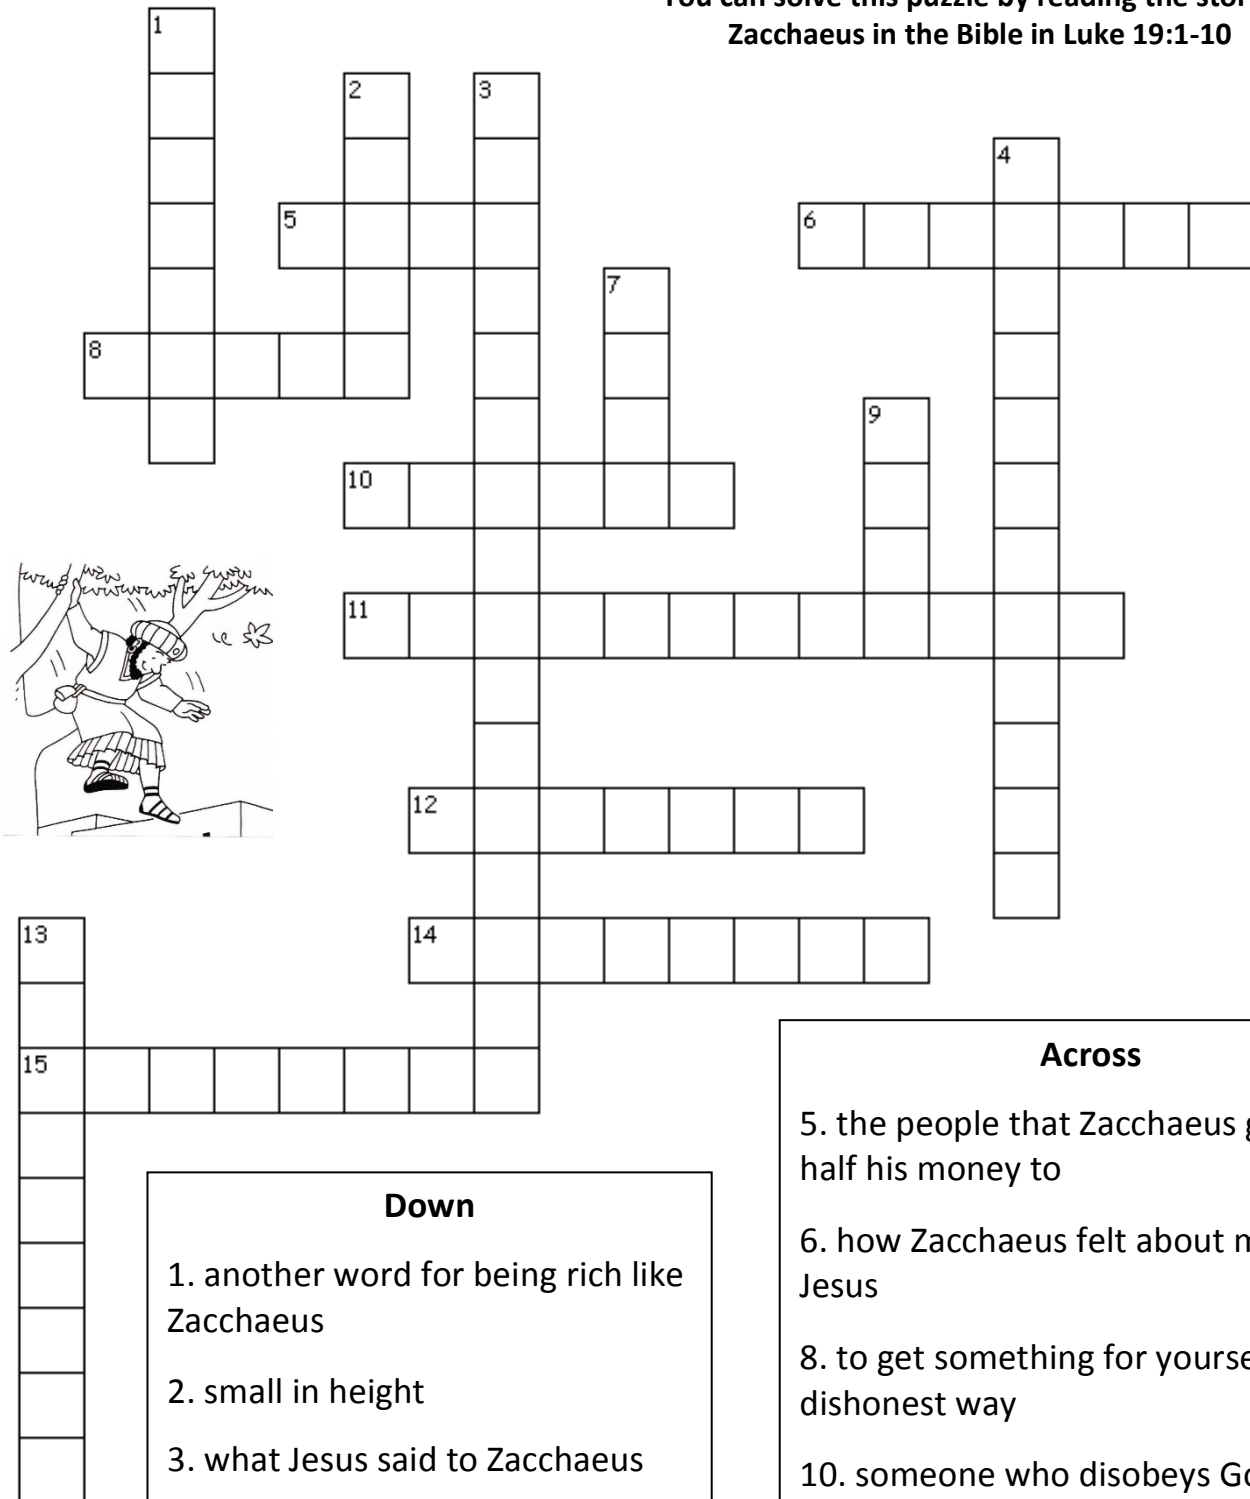 You can solve this puzzle by reading the
Zacchaeus in the Bible in Luke 19:1-10
1
2
3
4
5
6
7
8
9
10
11
12
13
14
15
Down
1. another word for being rich like
Zacchaeus
2. small in height
3. what Jesus said to Zacchaeus
Across
5. the people that Zacchaeus
half his money to
6. how Zacchaeus felt about
Jesus
8. to get something for
dishonest way
10. someone who disobeys